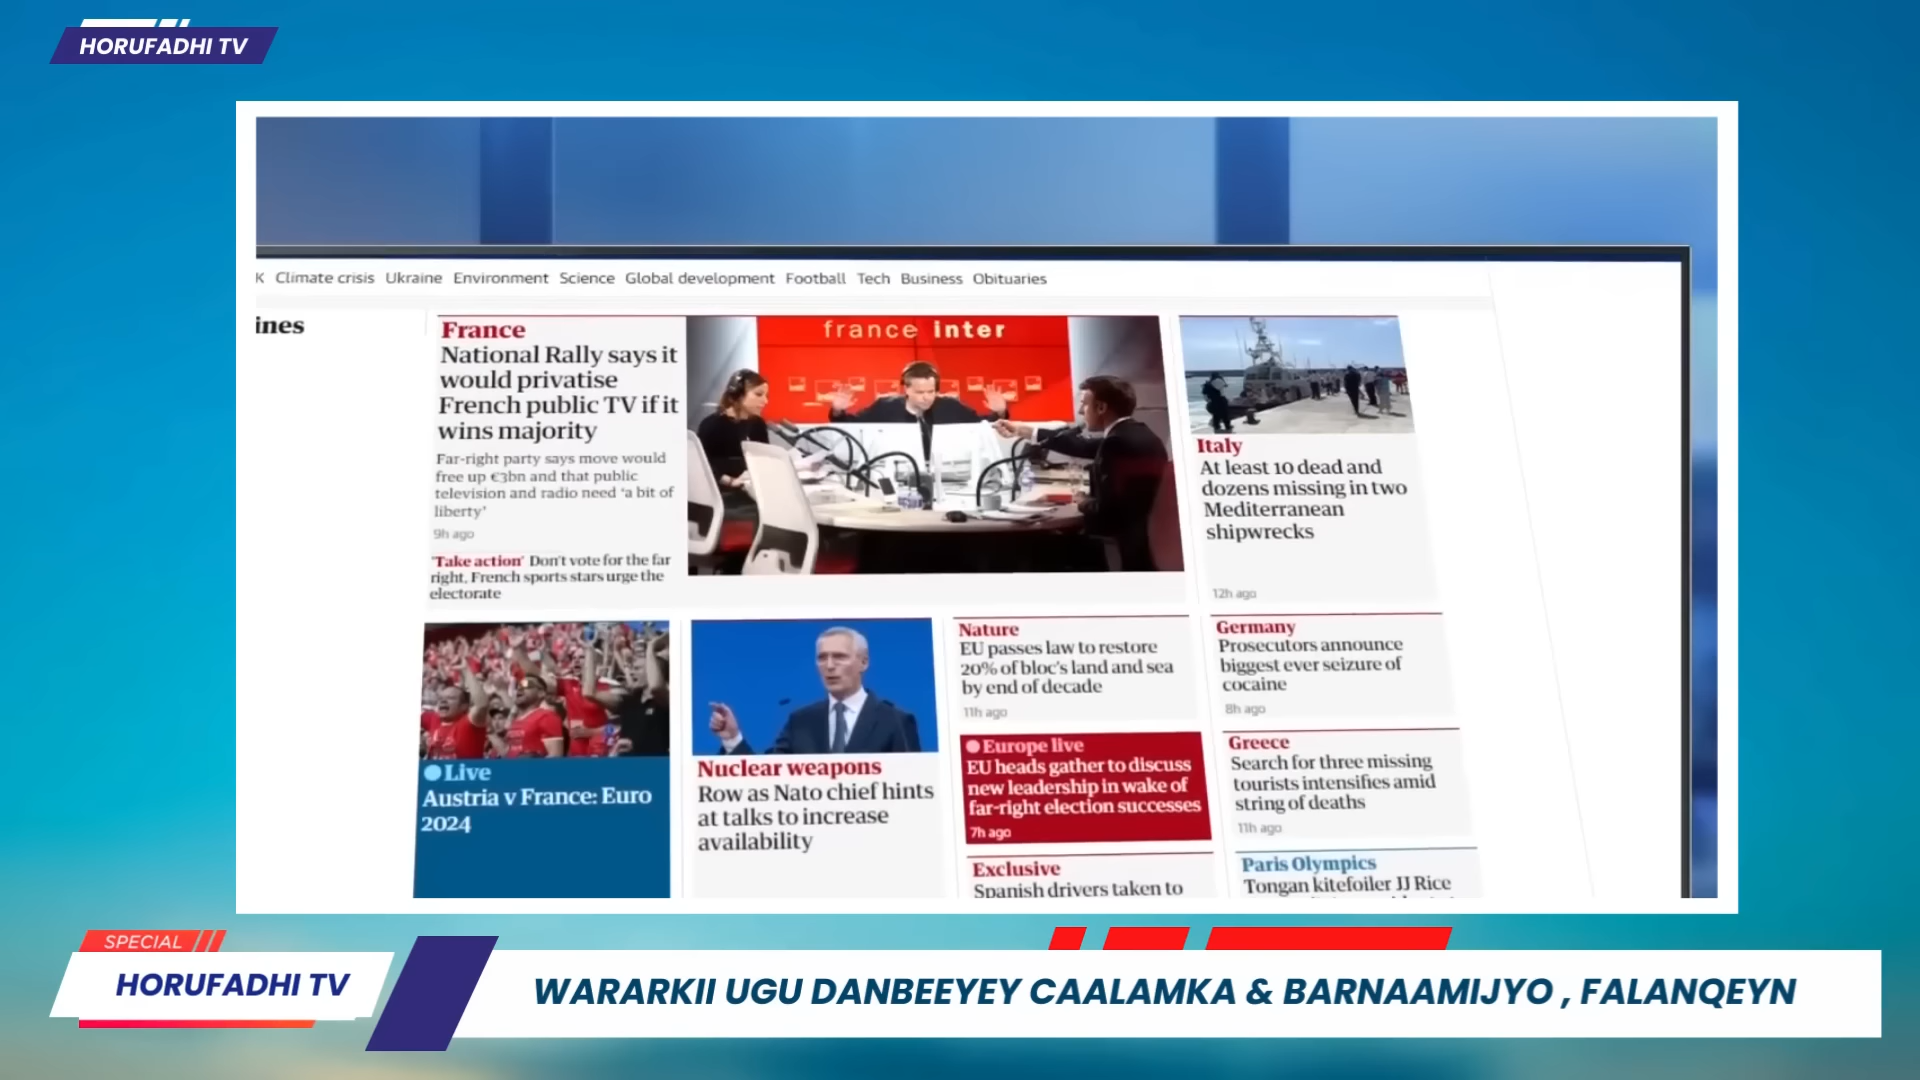 HORUFADHI TV
K Climate crisis Ukraine Environment Science Global development Football Tech Business Obituaries
ines
France
National Rally says it
would privatise
French public TV if it
wins majority
Far-right party says move would
free up €3bn and that public
television and radio need ‘a bit of
liberty’
9h ago
'Take action' Don't vote for the far
right, French sports stars urge the
electorate
france inter
Italy
At least 10 dead and
dozens missing in two
Mediterranean
shipwrecks
12h ago
Live
Austria v France: Euro
2024
Nuclear weapons
Row as Nato chief hints
at talks to increase
availability
Nature
EU passes law to restore
20% of bloc's land and sea
by end of decade
11h ago
Europe live
EU heads gather to discuss
new leadership in wake of
far-right election successes
7h ago
Exclusive
Spanish drivers taken to
Germany
Prosecutors announce
biggest ever seizure of
cocaine
8h ago
Greece
Search for three missing
tourists intensifies amid
string of deaths
11h ago
Paris Olympics
Tongan kitefoiler JJ Rice
SPECIAL
HORUFADHI TV
WARARKII UGU DANBEEYEY CAALAMKA & BARNAAMIJYO , FALANQEYN